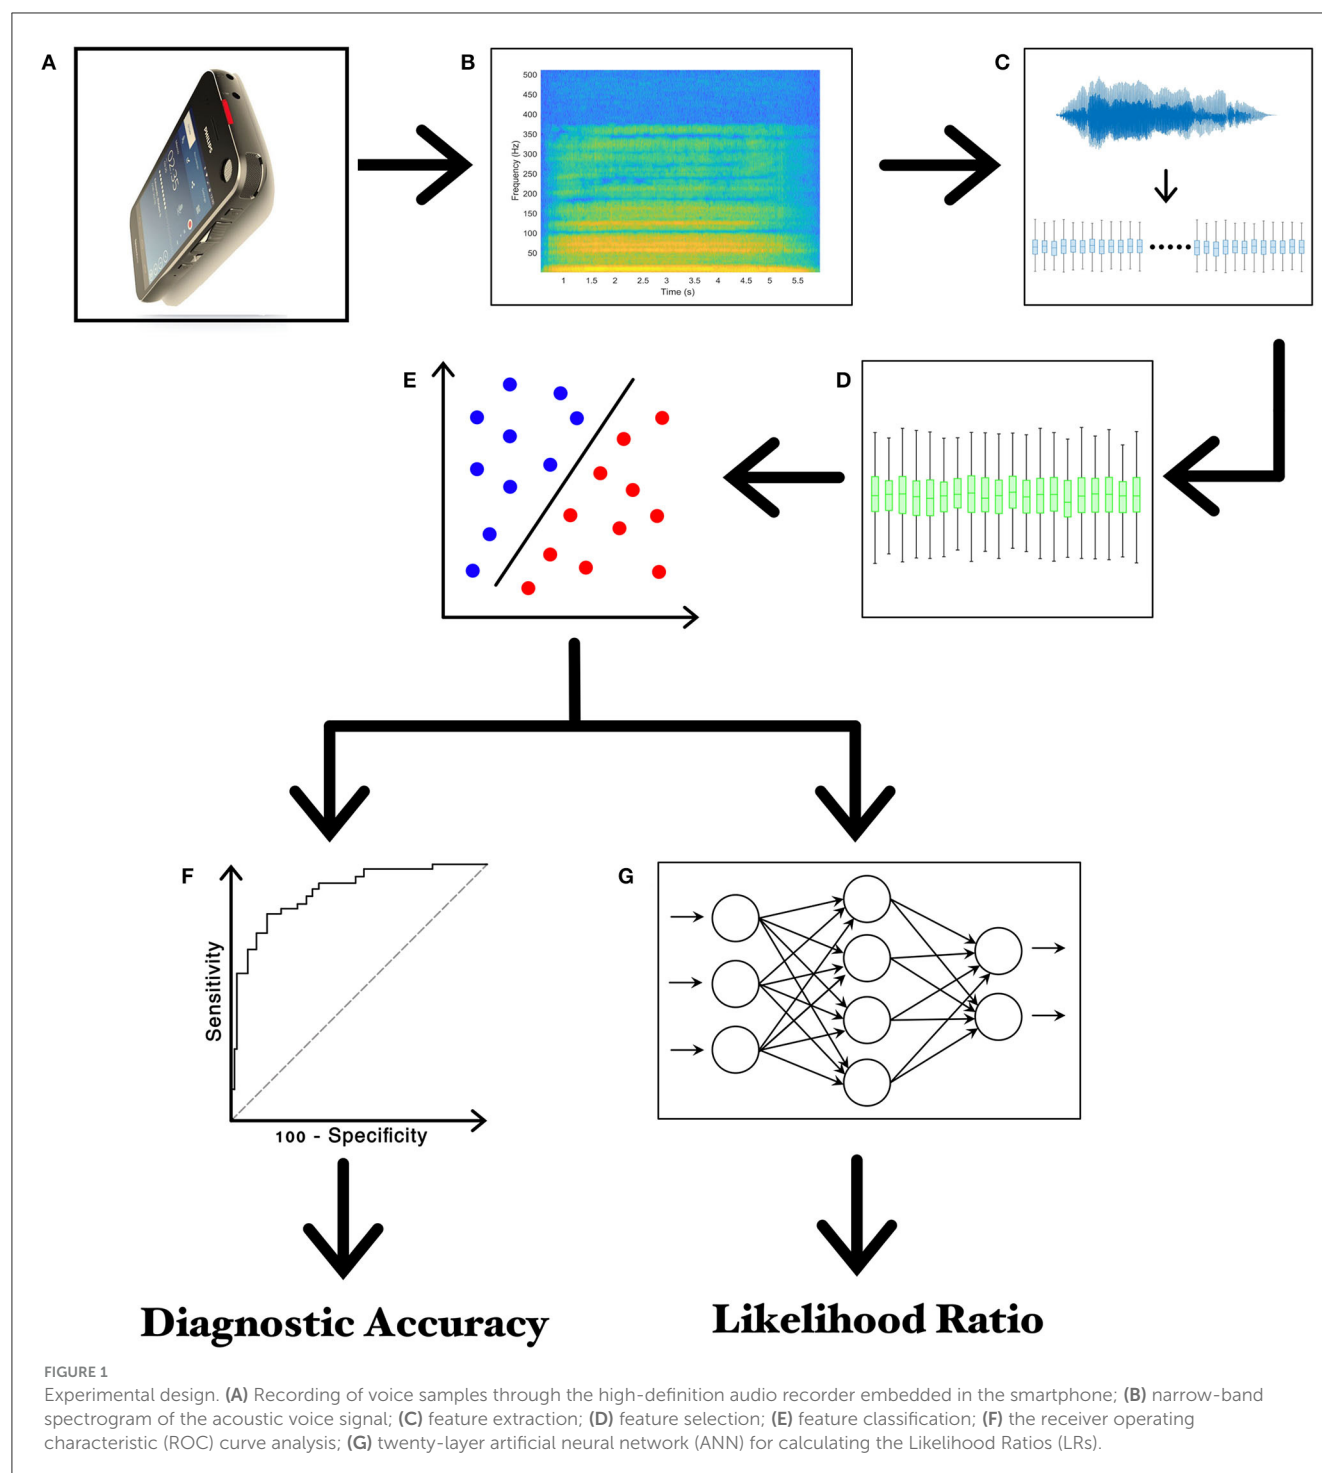 A
PHILIPS
02:35
B
Frequency (Hz)
500
450
400
350
300
250
200
150
100
50
1
1.5
2
2.5
3
3.5
4
4.5
5
5.5
Time (s)
C
D
E
F
Sensitivity
100 - Specificity
G
Diagnostic Accuracy
Likelihood Ratio
FIGURE 1
Experimental design. (A) Recording of voice samples through the high-definition audio recorder embedded in the smartphone; (B) narrow-band
spectrogram of the acoustic voice signal; (C) feature extraction; (D) feature selection; (E) feature classification; (F) the receiver operating
characteristic (ROC) curve analysis; (G) twenty-layer artificial neural network (ANN) for calculating the Likelihood Ratios (LRs).